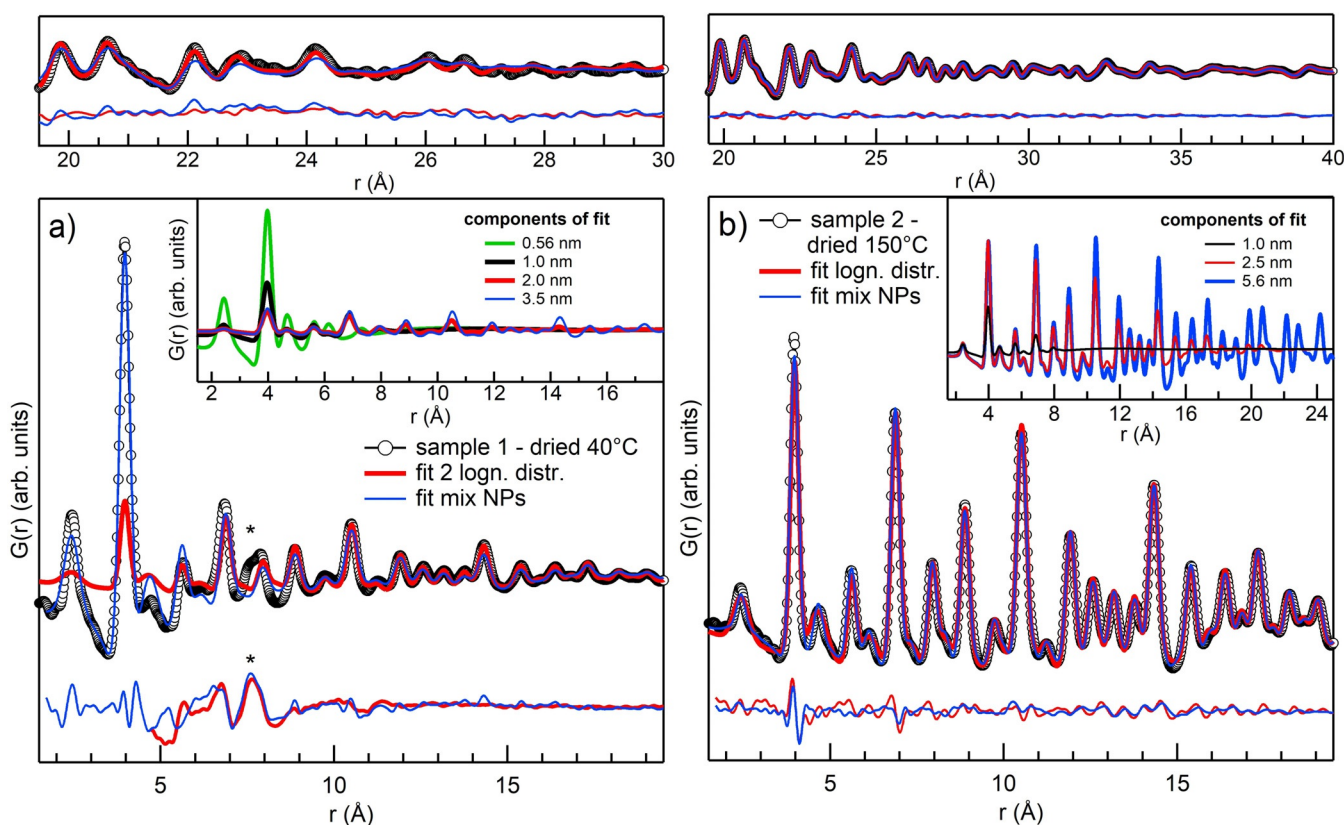 20 22 24 26 28 30
r (Å)
20 25 30 35 40
r (Å)
a)
components of fit
0.56 nm
1.0 nm
2.0 nm
3.5 nm
G(r) (arb. units)
2 4 6 8 10 12 14 16
r (Å)
sample 1 - dried 40°C
fit 2 logn. distr.
fit mix NPs
*
*
G(r) (arb. units)
5 10 15
r (Å)
b)
sample 2 -
dried 150°C
fit logn. distr.
fit mix NPs
components of fit
1.0 nm
2.5 nm
5.6 nm
G(r) (arb. units)
4 8 12 16 20 24
r (Å)
G(r) (arb. units)
5 10 15
r (Å)